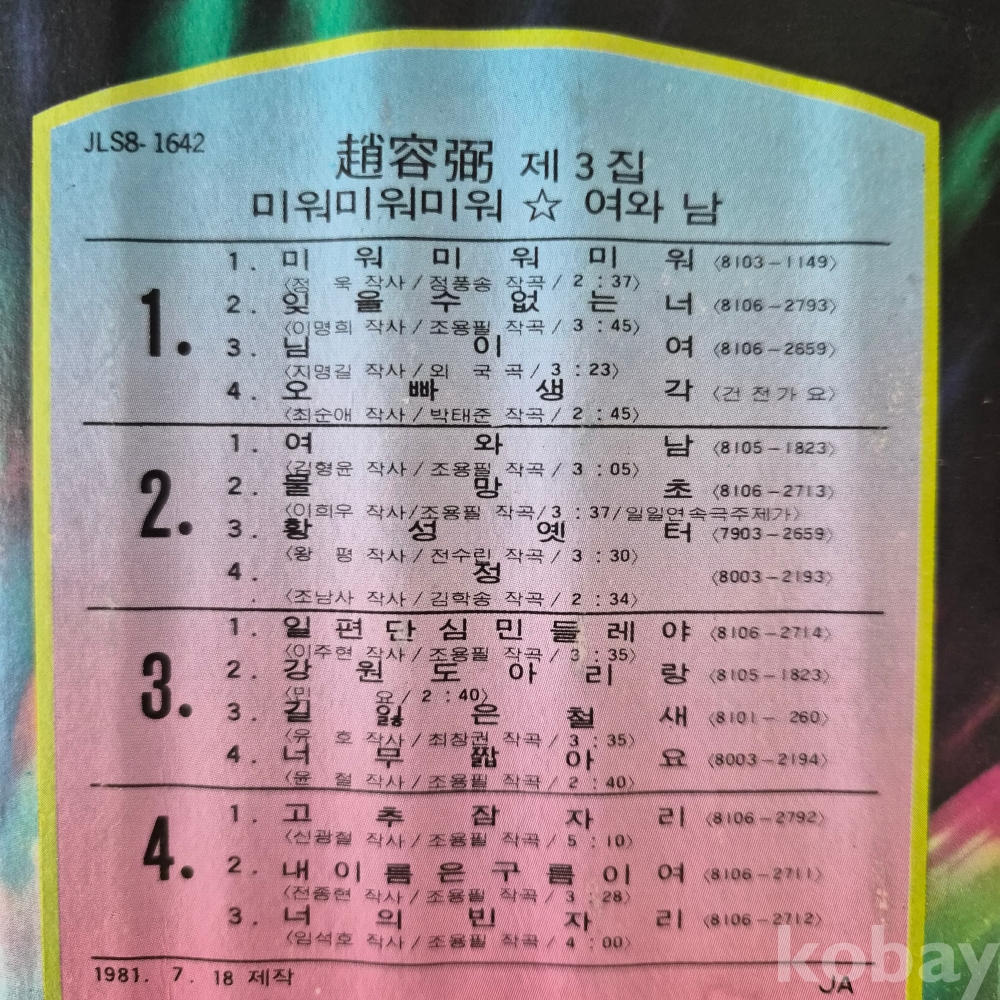 JLS8-1642
趙容弼 제3집
미워미워미워 ☆ 여와 남
1.
1. 미워미워미워 〈8103-1149〉
〈정 욱 작사/정풍송 작곡/2:37〉
2. 잊을수없는너 〈8106-2793〉
〈이명희 작사/조용필 작곡/3:45〉
3. 님이여 〈8106-2659〉
〈지명길 작사/외 국 곡/3:23〉
4. 오빠생각 〈건전가요〉
〈최순애 작사/박태준 작곡/2:45〉
2.
1. 여와남 〈8105-1823〉
〈김형윤 작사/조용필 작곡/3:05〉
2. 물망초 〈8106-2713〉
〈이희우 작사/조용필 작곡/3:37/일일연속극주제가〉
3. 황성옛터 〈7903-2659〉
〈왕 평 작사/전수린 작곡/3:30〉
4. 정 〈8003-2193〉
〈조남사 작사/김학송 작곡/2:34〉
3.
1. 일편단심민들레야 〈8106-2714〉
〈이주현 작사/조용필 작곡/3:35〉
2. 강원도아리랑 〈8105-1823〉
〈민 요/2:40〉
3. 길잃은철새 〈8101-260〉
〈유 호 작사/최창권 작곡/3:35〉
4. 너무짧아요 〈8003-2194〉
〈윤 철 작사/조용필 작곡/2:40〉
4.
1. 고추잠자리 〈8106-2792〉
〈신광철 작사/조용필 작곡/5:10〉
2. 내이름은구름이여 〈8106-2711〉
〈전종현 작사/조용필 작곡/3:28〉
3. 너의빈자리 〈8106-2712〉
〈임석호 작사/조용필 작곡/4:00〉
1981. 7. 18 제작
JA
kobay